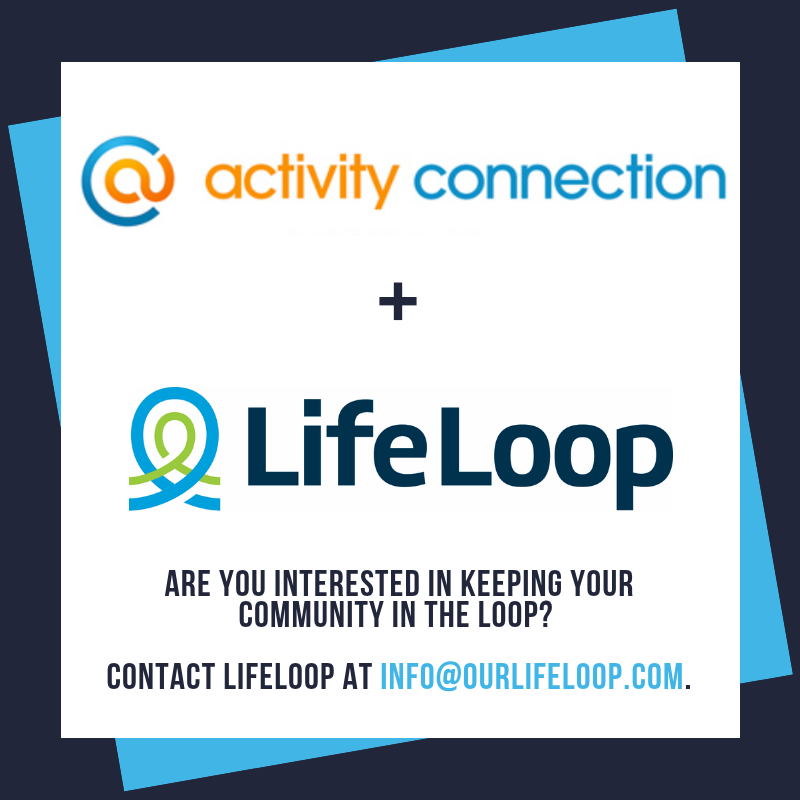 @ activity connection
+
LifeLoop
ARE YOU INTERESTED IN KEEPING YOUR
COMMUNITY IN THE LOOP?
CONTACT LIFELOOP AT INFO@OURLIFELOOP.COM.